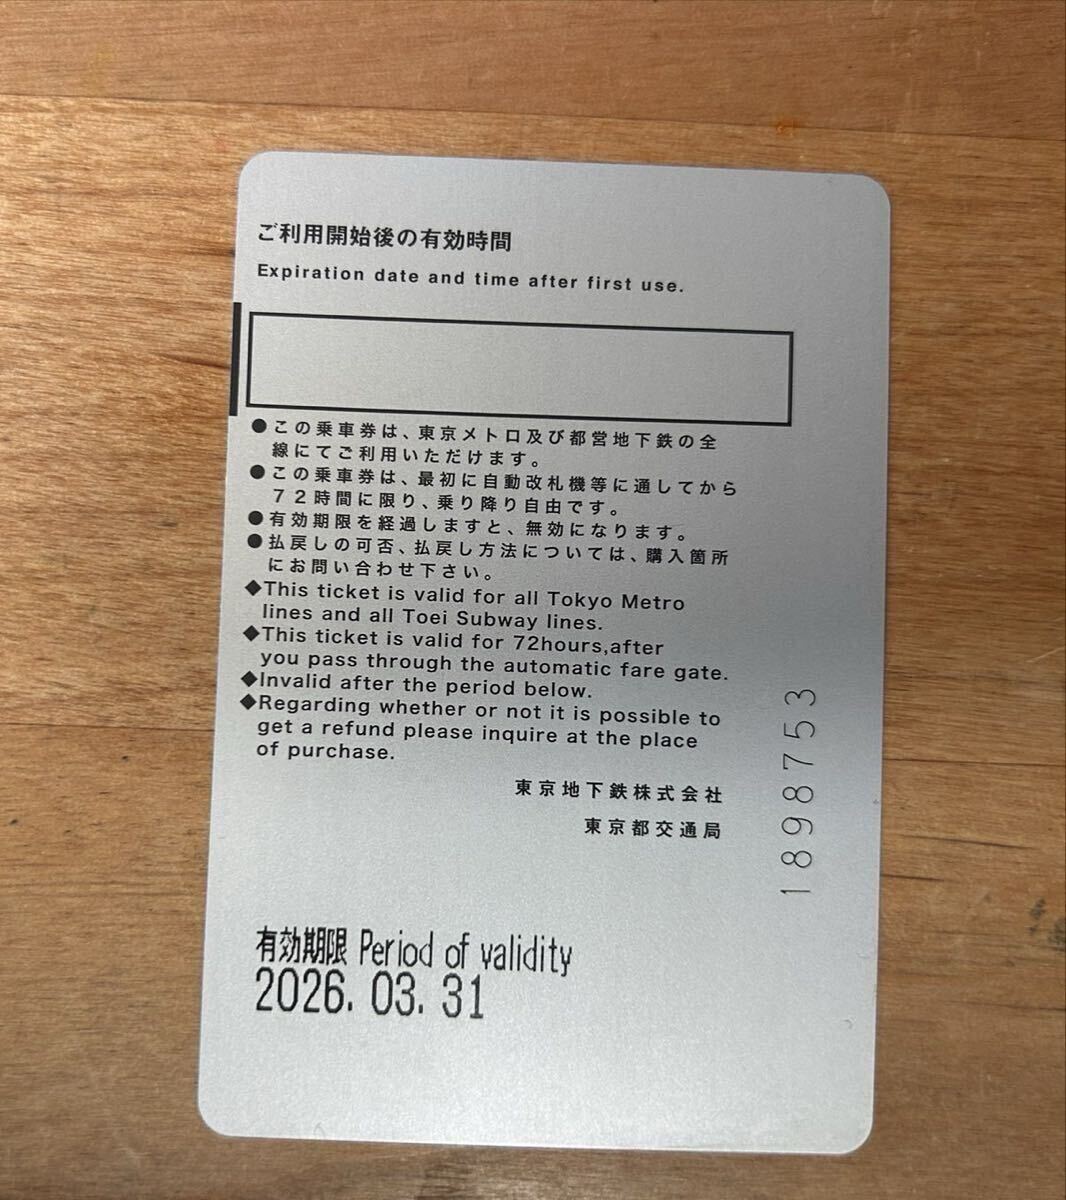 ご利用開始後の有効時間
Expiration date and time after first use.
●この乗車券は、東京メトロ及び都営地下鉄の全
線にてご利用いただけます。
●この乗車券は、最初に自動改札機等に通してから
７２時間に限り、乗り降り自由です。
●有効期限を経過しますと、無効になります。
●払戻しの可否、払戻し方法については、購入箇所
にお問い合わせ下さい。
◆This ticket is valid for all Tokyo Metro
lines and all Toei Subway lines.
◆This ticket is valid for 72hours,after
you pass through the automatic fare gate.
◆Invalid after the period below.
◆Regarding whether or not it is possible to
get a refund please inquire at the place
of purchase.
東京地下鉄株式会社
東京都交通局
1898753
有効期限 Period of validity
2026. 03. 31